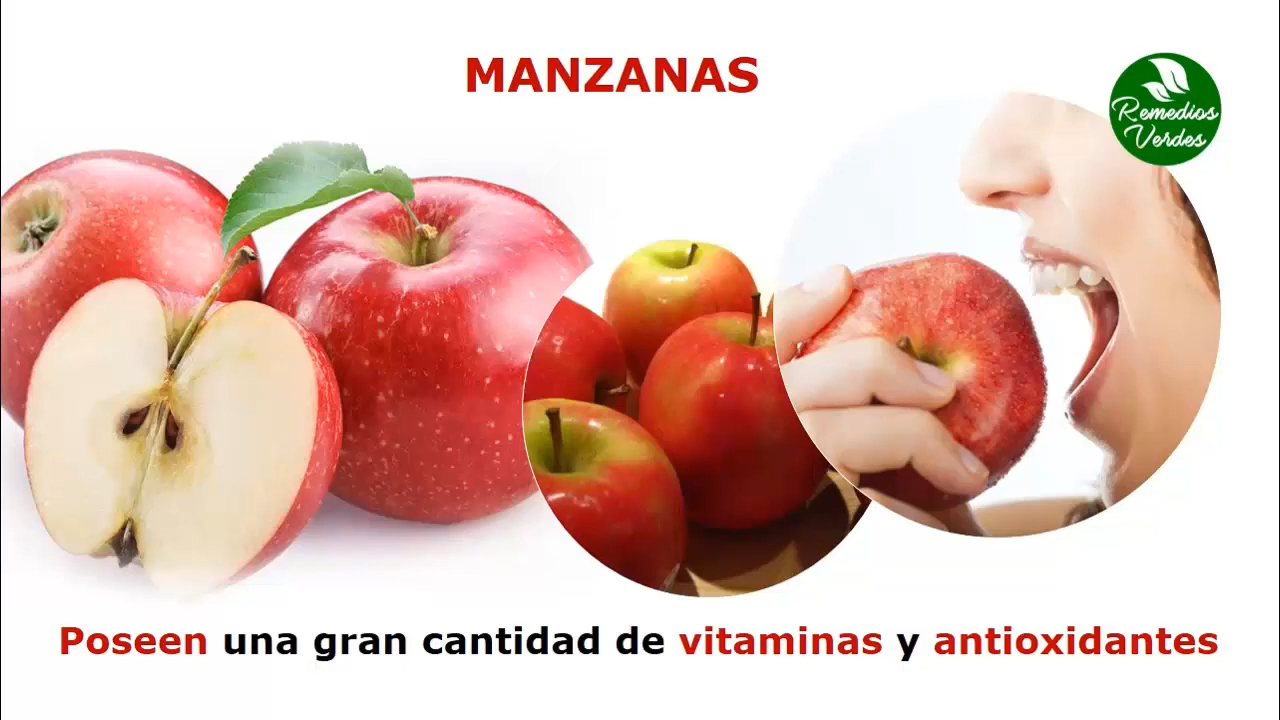 MANZANAS
Remedios
Verdes
Poseen una gran cantidad de vitaminas y antioxidantes